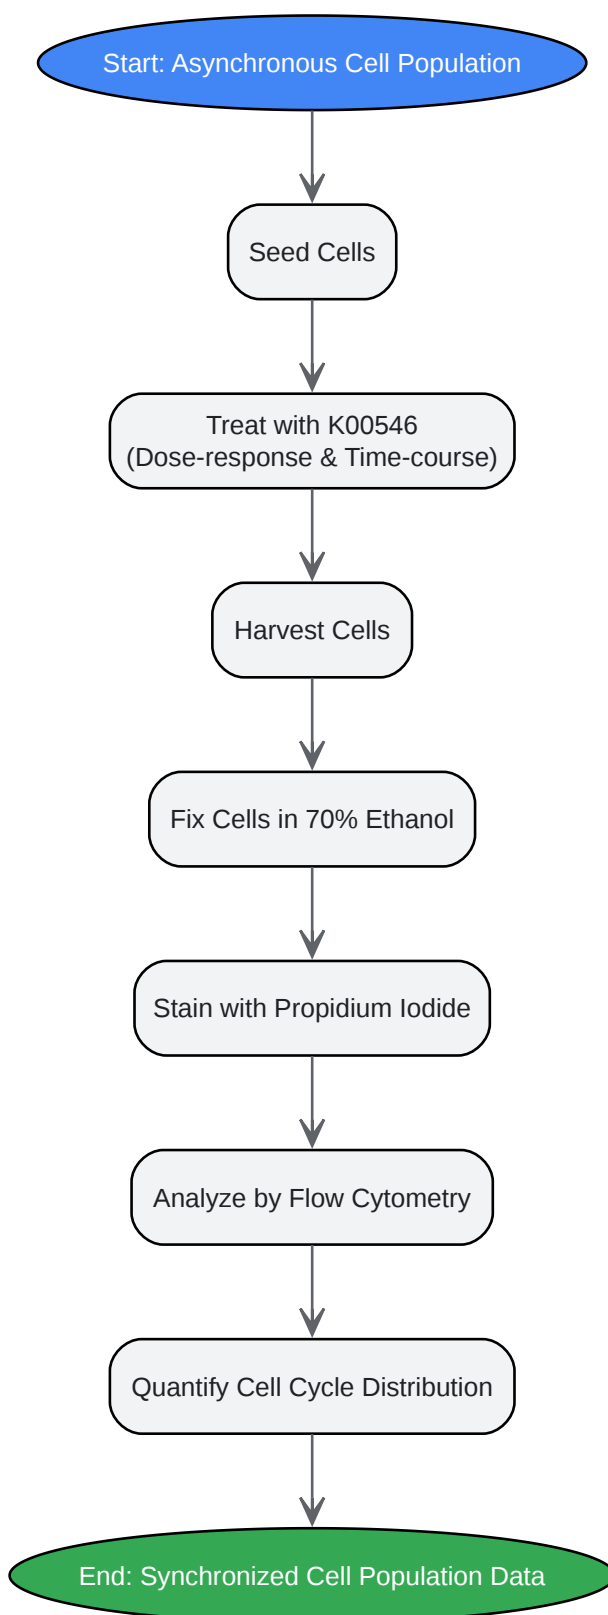 Start: Asynchronous Cell Population
Seed Cells
Treat with K00546
(Dose-response & Time-course)
Harvest Cells
Fix Cells in 70% Ethanol
Stain with Propidium Iodide
Analyze by Flow Cytometry
Quantify Cell Cycle Distribution
End: Synchronized Cell Population Data